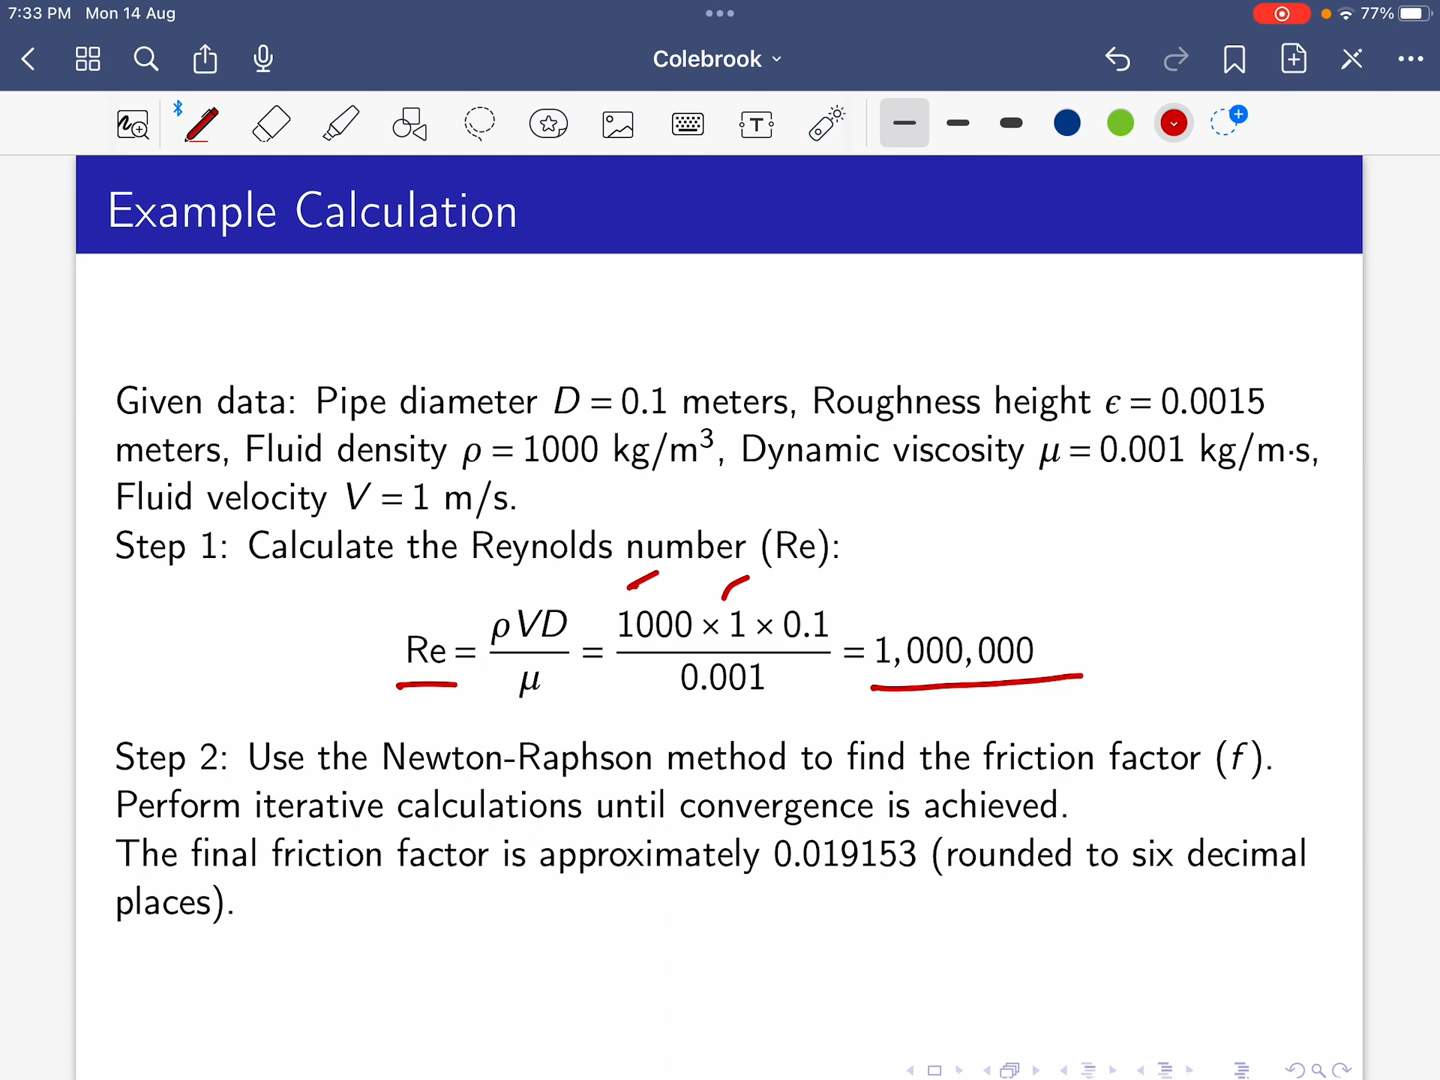 7:33 PM Mon 14 Aug
77%
Colebrook
T
Example Calculation
Given data: Pipe diameter D = 0.1 meters, Roughness height ϵ = 0.0015
meters, Fluid density ρ = 1000 kg/m³, Dynamic viscosity μ = 0.001 kg/m·s,
Fluid velocity V = 1 m/s.
Step 1: Calculate the Reynolds number (Re):
Re = ρVD/μ = 1000 × 1 × 0.1/0.001 = 1,000,000
Step 2: Use the Newton-Raphson method to find the friction factor (f).
Perform iterative calculations until convergence is achieved.
The final friction factor is approximately 0.019153 (rounded to six decimal
places).